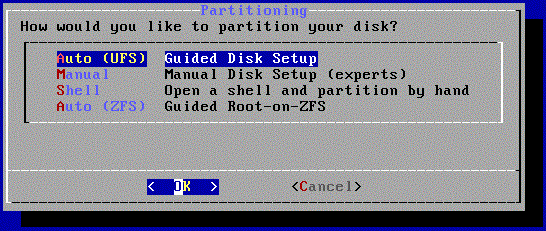 Partitioning
How would you like to partition your disk?
Auto (UFS) Guided Disk Setup
Manual Manual Disk Setup (experts)
Shell Open a shell and partition by hand
Auto (ZFS) Guided Root-on-ZFS
< OK > <Cancel>